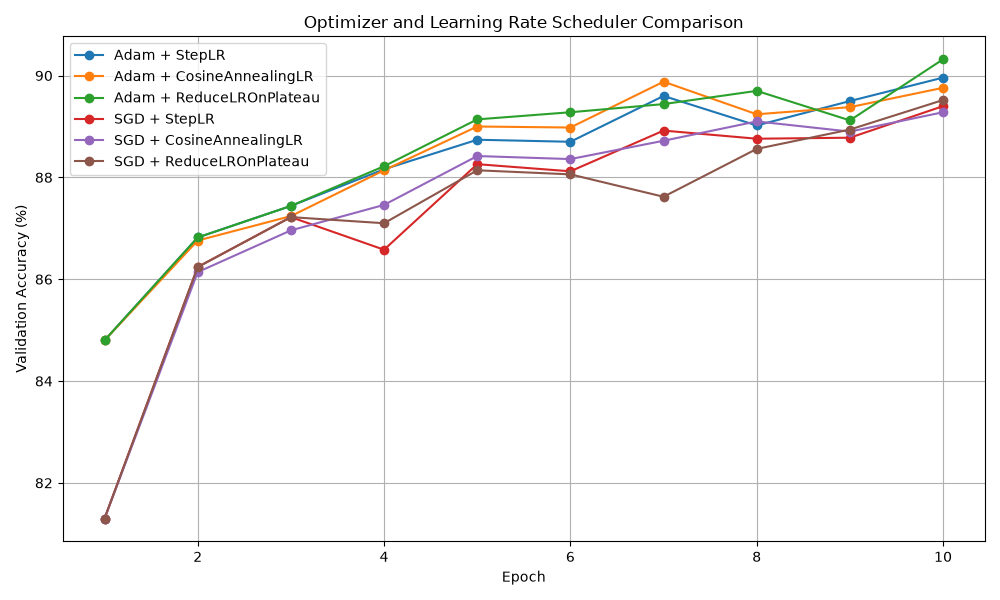 Optimizer and Learning Rate Scheduler Comparison
Adam + StepLR
Adam + CosineAnnealingLR
Adam + ReduceLROnPlateau
SGD + StepLR
SGD + CosineAnnealingLR
SGD + ReduceLROnPlateau
Validation Accuracy (%)
90
88
86
84
82
2 4 6 8 10
Epoch